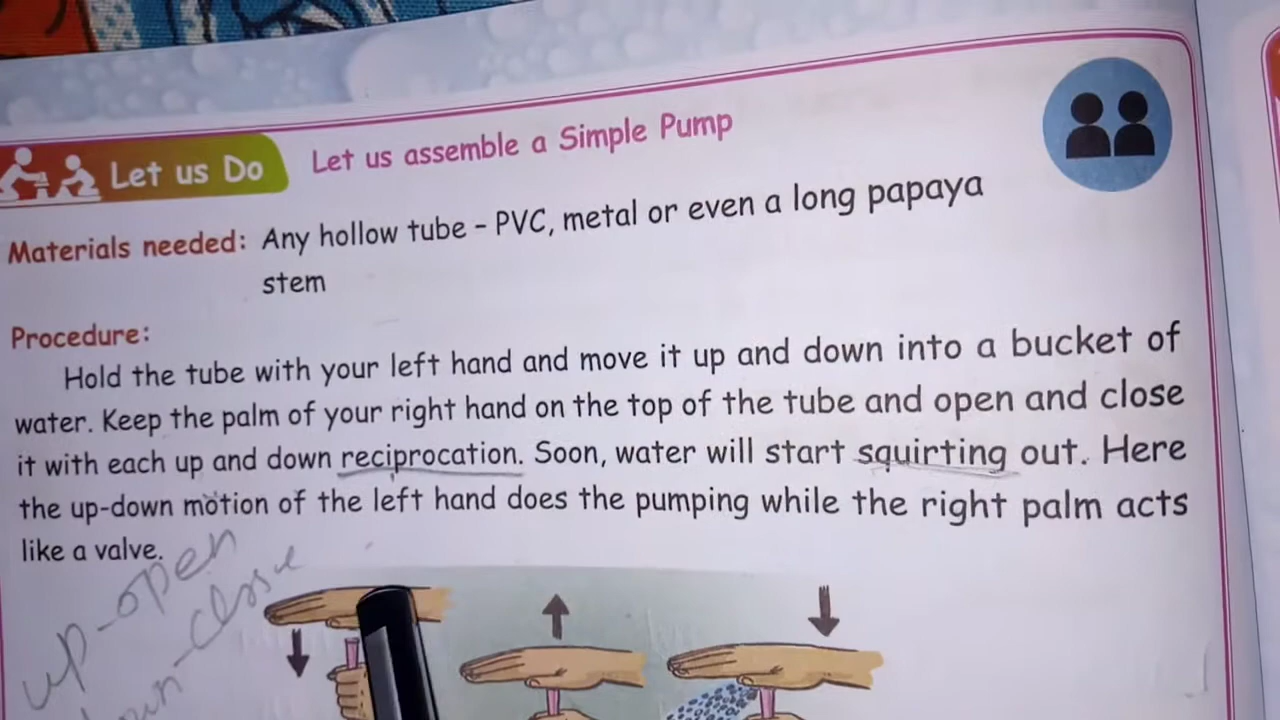 Let us Do
Let us assemble a Simple Pump
Materials needed: Any hollow tube - PVC, metal or even a long papaya
stem
Procedure:
Hold the tube with your left hand and move it up and down into a bucket of
water. Keep the palm of your right hand on the top of the tube and open and close
it with each up and down reciprocation. Soon, water will start squirting out. Here
the up-down motion of the left hand does the pumping while the right palm acts
like a valve.
up-open